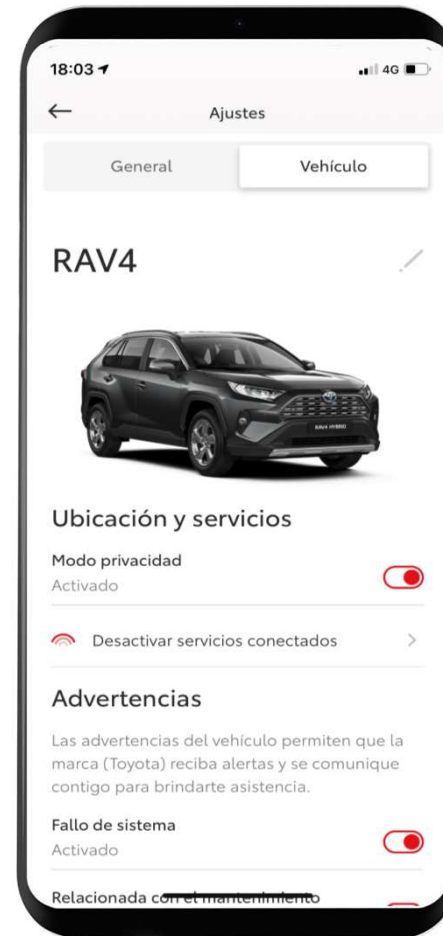 18:03
4G
Ajustes
General
Vehículo
RAV4
RAV4 HYBRID
Ubicación y servicios
Modo privacidad
Activado
Desactivar servicios conectados
Advertencias
Las advertencias del vehículo permiten que la
marca (Toyota) reciba alertas y se comunique
contigo para brindarte asistencia.
Fallo de sistema
Activado
Relacionada con el mantenimiento